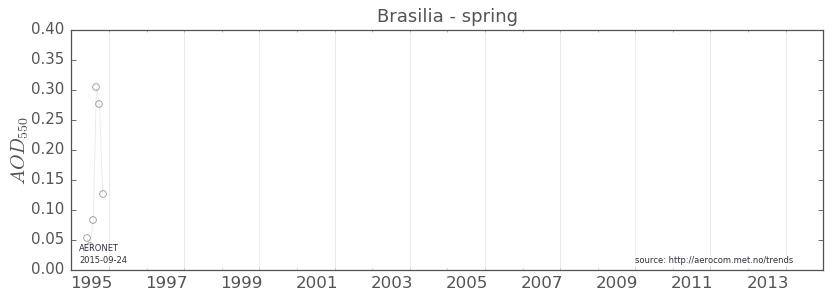 Brasilia - spring
0.40
0.35
0.30
0.25
0.20
0.15
0.10
0.05
0.00
AOD550
AERONET
2015-09-24
source: http://aerocom.met.no/trends
1995 1997 1999 2001 2003 2005 2007 2009 2011 2013